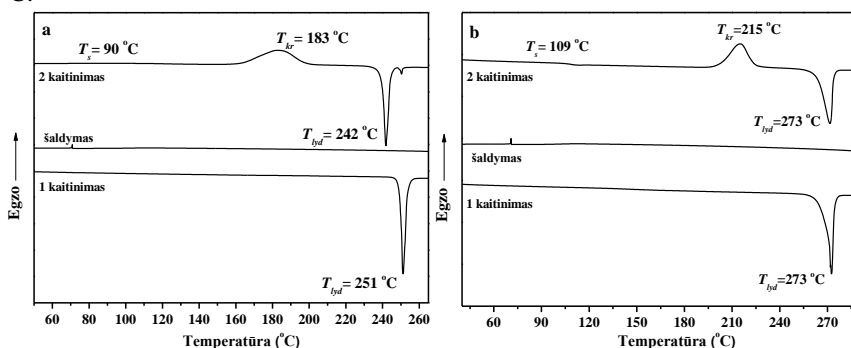 a
T_s = 90 °C
T_kr = 183 °C
2 kaitinimas
T_lyd = 242 °C
šaldymas
1 kaitinimas
T_lyd = 251 °C
Egzo
60 80 100 120 140 160 180 200 220 240 260
Temperatūra (°C)
b
T_s = 109 °C
T_kr = 215 °C
2 kaitinimas
T_lyd = 273 °C
šaldymas
1 kaitinimas
T_lyd = 273 °C
Egzo
60 90 120 150 180 210 240 270
Temperatūra (°C)